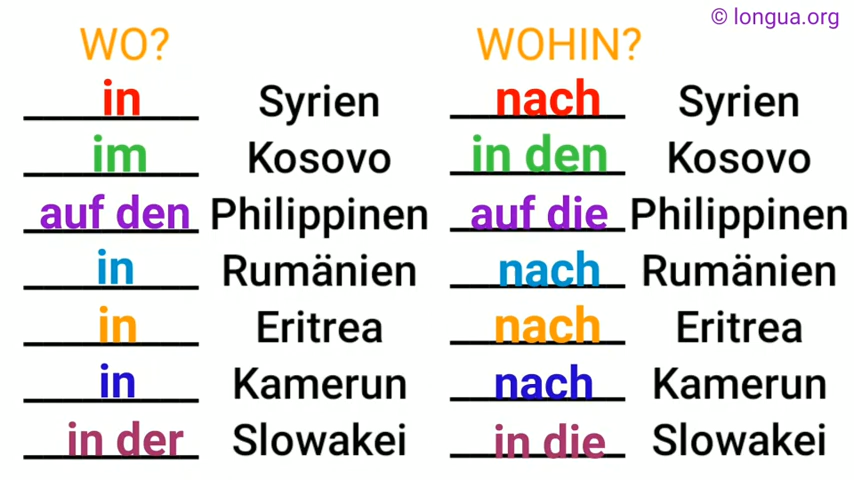 © longua.org
WO? WOHIN?
in Syrien nach Syrien
im Kosovo in den Kosovo
auf den Philippinen auf die Philippinen
in Rumänien nach Rumänien
in Eritrea nach Eritrea
in Kamerun nach Kamerun
in der Slowakei in die Slowakei